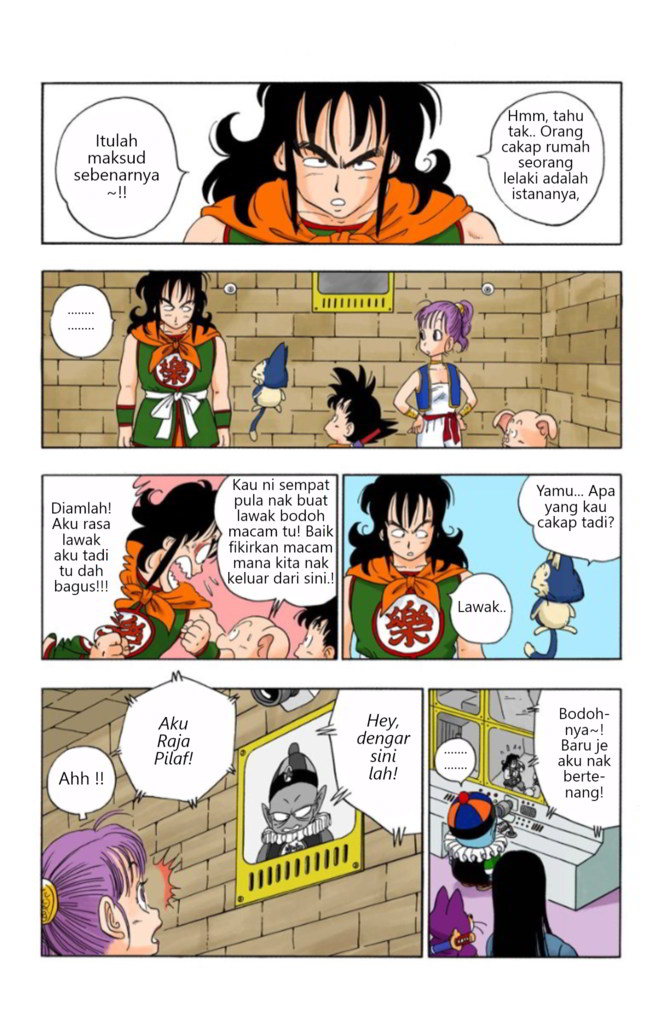 Hmm, tahu
tak.. Orang
cakap rumah
seorang
lelaki adalah
istananya,
Itulah
maksud
sebenarnya
~!!
........
........
樂
Yamu... Apa
yang kau
cakap tadi?
Lawak..
樂
Kau ni sempat
pula nak buat
lawak bodoh
macam tu! Baik
fikirkan macam
mana kita nak
keluar dari sini.!
Diamlah!
Aku rasa
lawak
aku tadi
tu dah
bagus!!!
樂
Bodoh-
nya~!
Baru je
aku nak
berte-
nang!
.......
.......
Hey,
dengar
sini
lah!
Aku
Raja
Pilaf!
Ahh !!